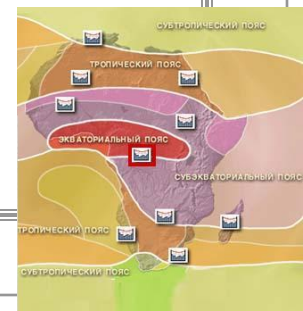 СУБТРОПИЧЕСКИЙ ПОЯС
ТРОПИЧЕСКИЙ ПОЯС
ЭКВАТОРИАЛЬНЫЙ ПОЯС
СУБЭКВАТОРИАЛЬНЫЙ ПОЯС
ТРОПИЧЕСКИЙ ПОЯС
СУБТРОПИЧЕСКИЙ ПОЯС